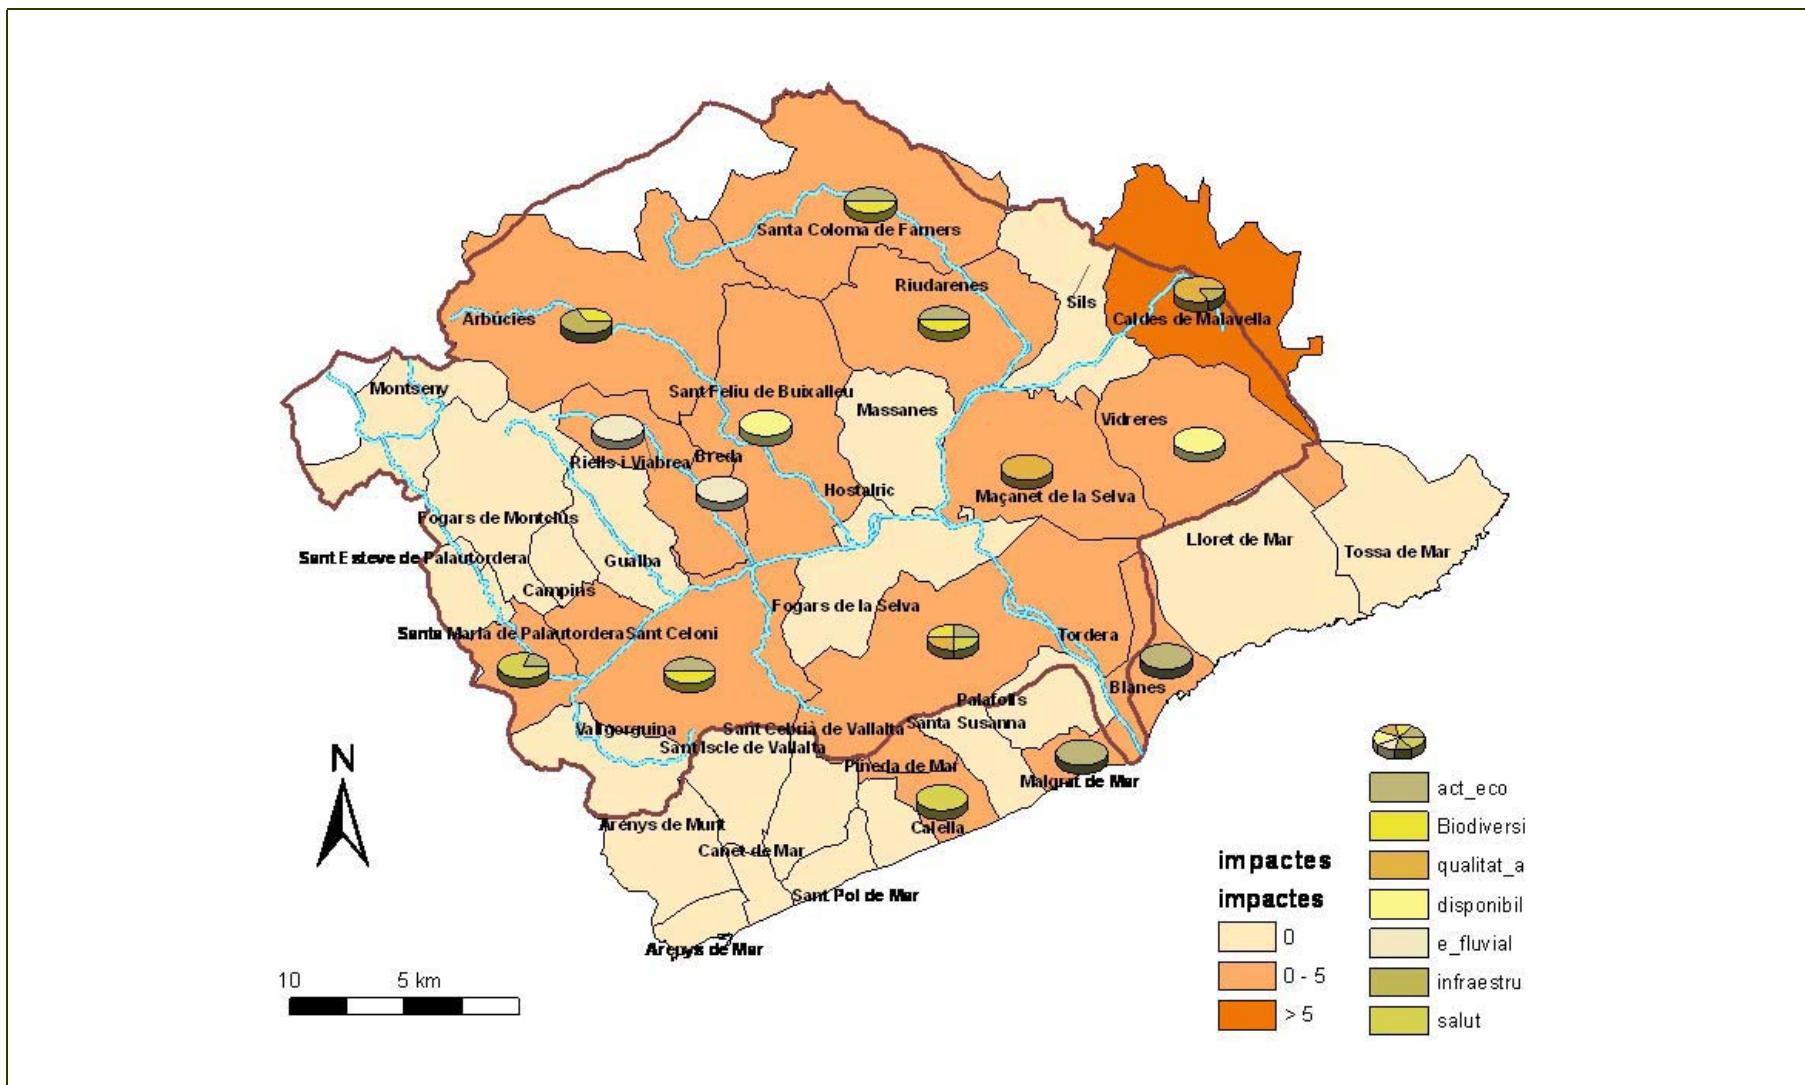 Santa Coloma de Farners
Riudarenes
Sils
Arbúcies
Caldes de Malavella
Montseny
Sant Feliu de Buixalleu
Massanes
Vidreres
Riells i Viabrea
Breda
Hostalric
Maçanet de la Selva
Fogars de Montclús
Lloret de Mar
Tossa de Mar
Sant Esteve de Palautordera
Gualba
Campins
Fogars de la Selva
Santa Maria de Palautordera
Sant Celoni
Tordera
Blanes
Palafolls
Vallgorguina
Sant Cebrià de Vallalta
Santa Susanna
Sant Iscle de Vallalta
Pineda de Mar
Malgrat de Mar
N
Arenys de Munt
Calella
Canet de Mar
Sant Pol de Mar
Arenys de Mar
10 5 km
impactes
impactes
0
0 - 5
> 5
act_eco
Biodiversi
qualitat_a
disponibil
e_fluvial
infraestru
salut